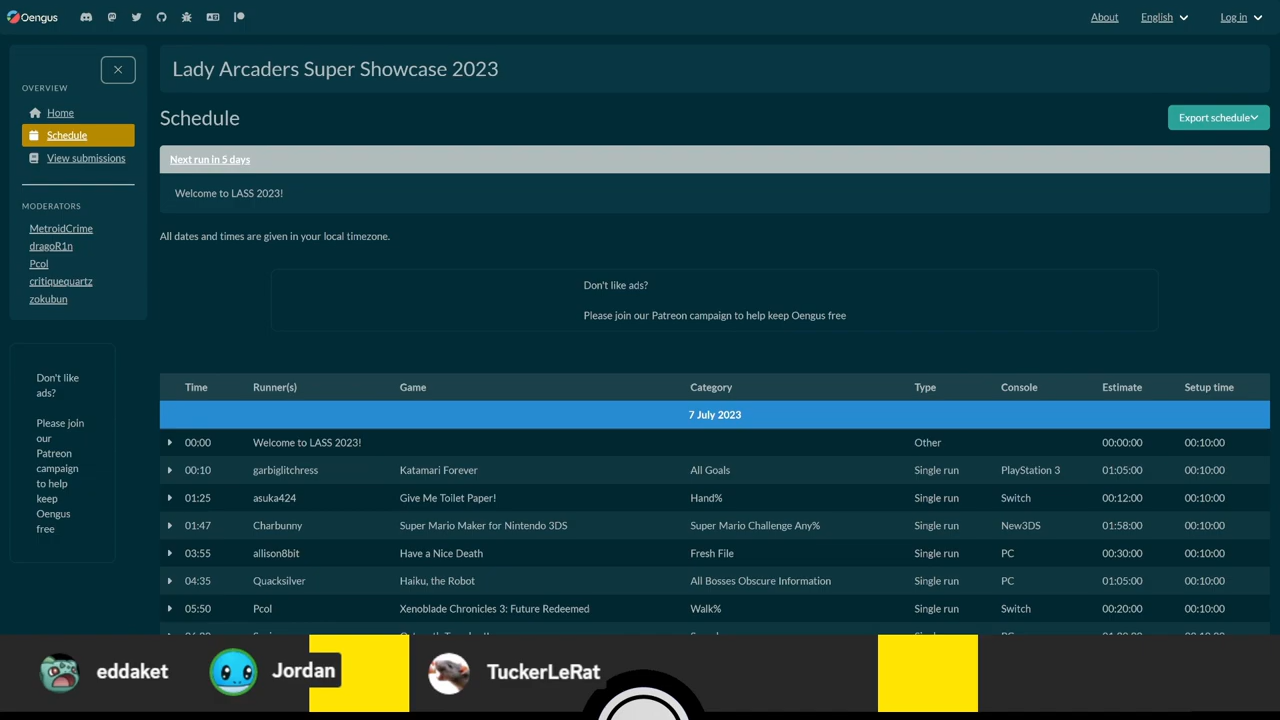 Oengus
About
English
Log in
OVERVIEW
Home
Schedule
View submissions
MODERATORS
MetroidCrime
dragoR1n
Pcol
critiquequartz
zokubun
Don't like
ads?
Please join
our
Patreon
campaign
to help
keep
Oengus
free
Lady Arcaders Super Showcase 2023
Schedule
Export schedule
Next run in 5 days
Welcome to LASS 2023!
All dates and times are given in your local timezone.
Don't like ads?
Please join our Patreon campaign to help keep Oengus free
Time Runner(s) Game Category Type Console Estimate Setup time
7 July 2023
00:00 Welcome to LASS 2023! Other 00:00:00 00:10:00
00:10 garbiglitchress Katamari Forever All Goals Single run PlayStation 3 01:05:00 00:10:00
01:25 asuka424 Give Me Toilet Paper! Hand% Single run Switch 00:12:00 00:10:00
01:47 Charbunny Super Mario Maker for Nintendo 3DS Super Mario Challenge Any% Single run New3DS 01:58:00 00:10:00
03:55 allison8bit Have a Nice Death Fresh File Single run PC 00:30:00 00:10:00
04:35 Quacksilver Haiku, the Robot All Bosses Obscure Information Single run PC 01:05:00 00:10:00
05:50 Pcol Xenoblade Chronicles 3: Future Redeemed Walk% Single run Switch 00:20:00 00:10:00
eddaket Jordan TuckerLeRat